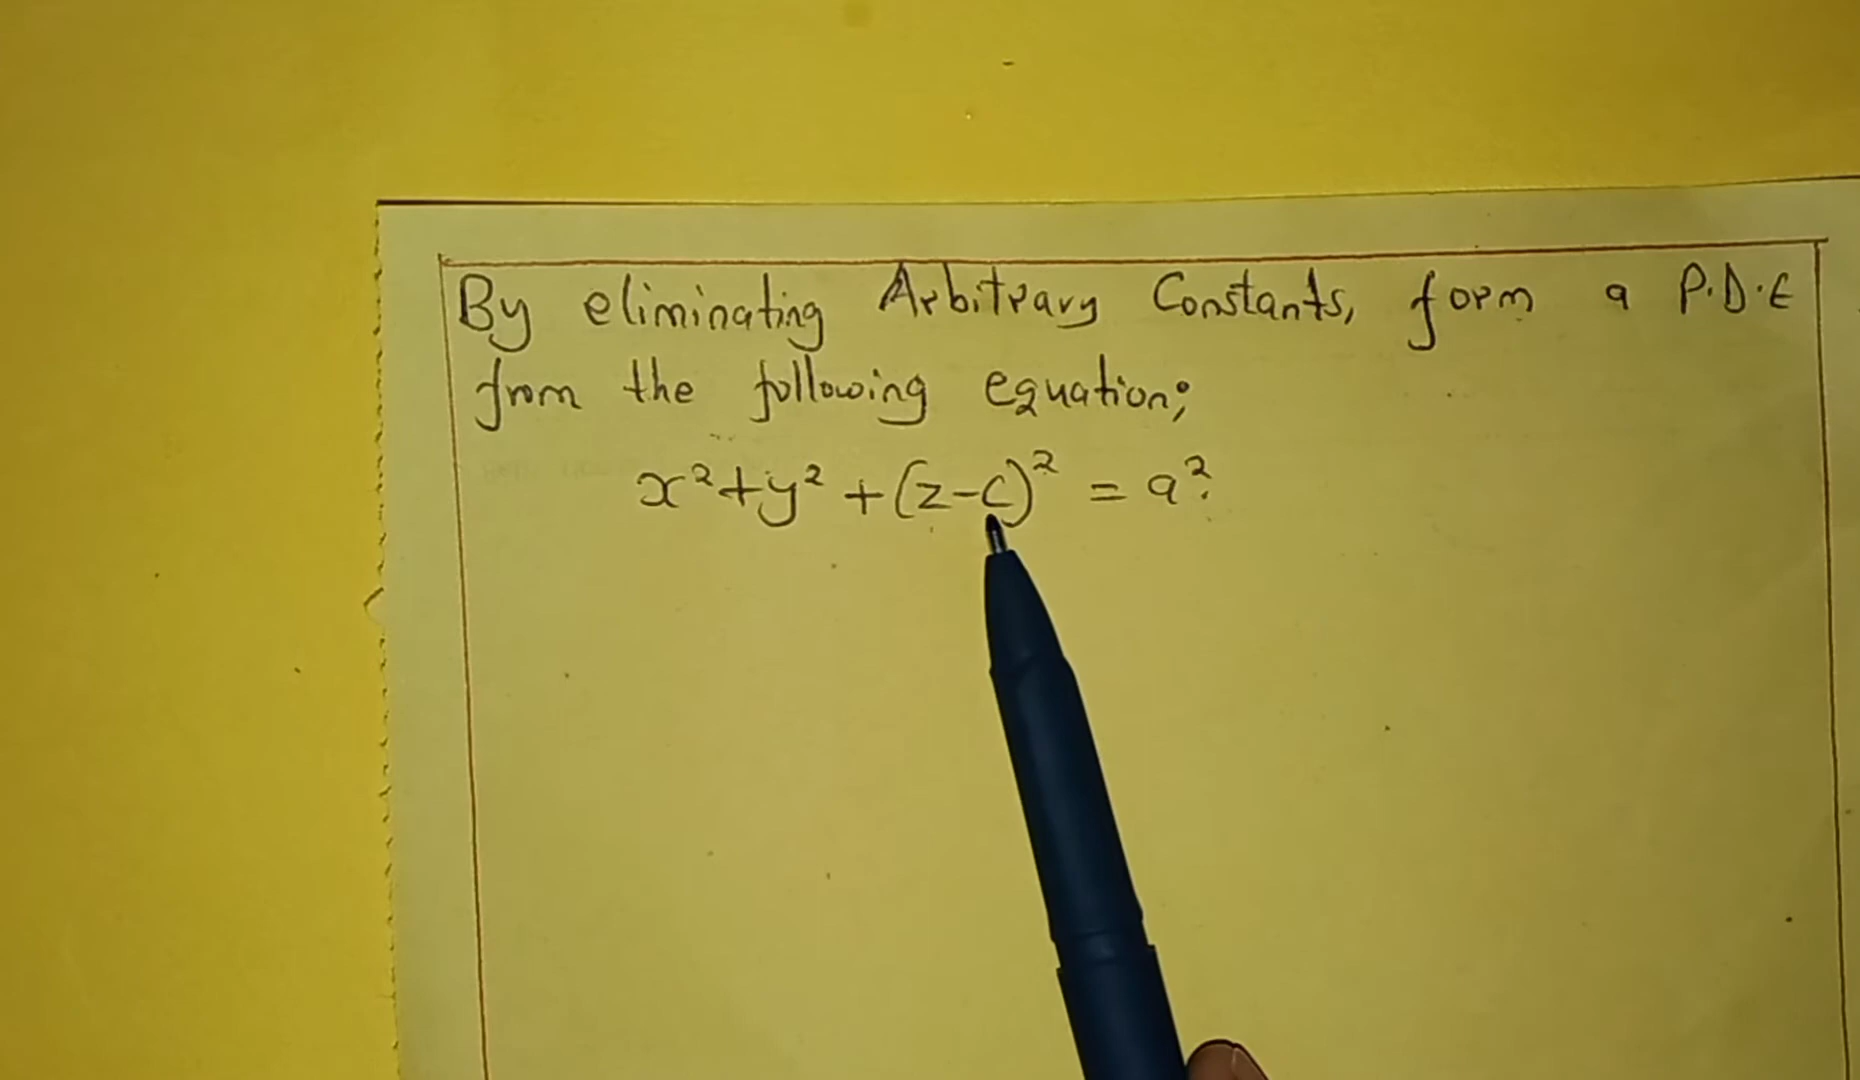 By eliminating Arbitrary Constants, form a P.D.E
from the following equation;
x²+y² + (z-c)² = a².